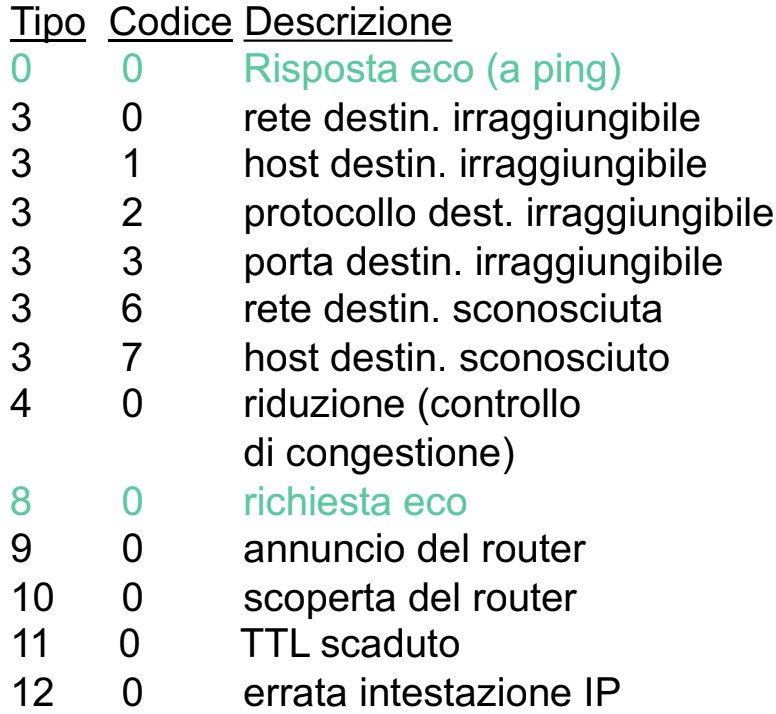 Tipo Codice Descrizione
0 0 Risposta eco (a ping)
3 0 rete destin. irraggiungibile
3 1 host destin. irraggiungibile
3 2 protocollo dest. irraggiungibile
3 3 porta destin. irraggiungibile
3 6 rete destin. sconosciuta
3 7 host destin. sconosciuto
4 0 riduzione (controllo
di congestione)
8 0 richiesta eco
9 0 annuncio del router
10 0 scoperta del router
11 0 TTL scaduto
12 0 errata intestazione IP